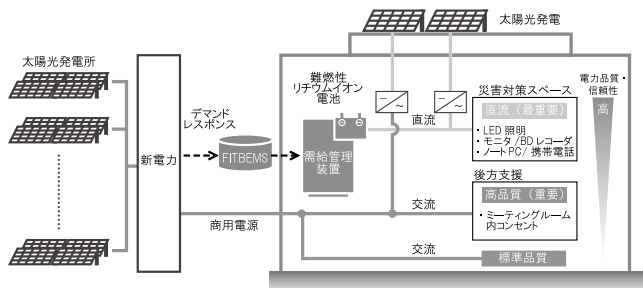 太陽光発電
太陽光発電所
電力品質・
信頼性
高
難燃性
リチウムイオン
電池
災害対策スペース
直流（最重要）
・LED 照明
・モニタ/BDレコーダ
・ノートPC/ 携帯電話
直流
デマンド
レスポンス
新電力
FITBEMS
需給管理
装置
後方支援
高品質（重要）
・ミーティングルーム
内コンセント
交流
商用電源
交流
標準品質